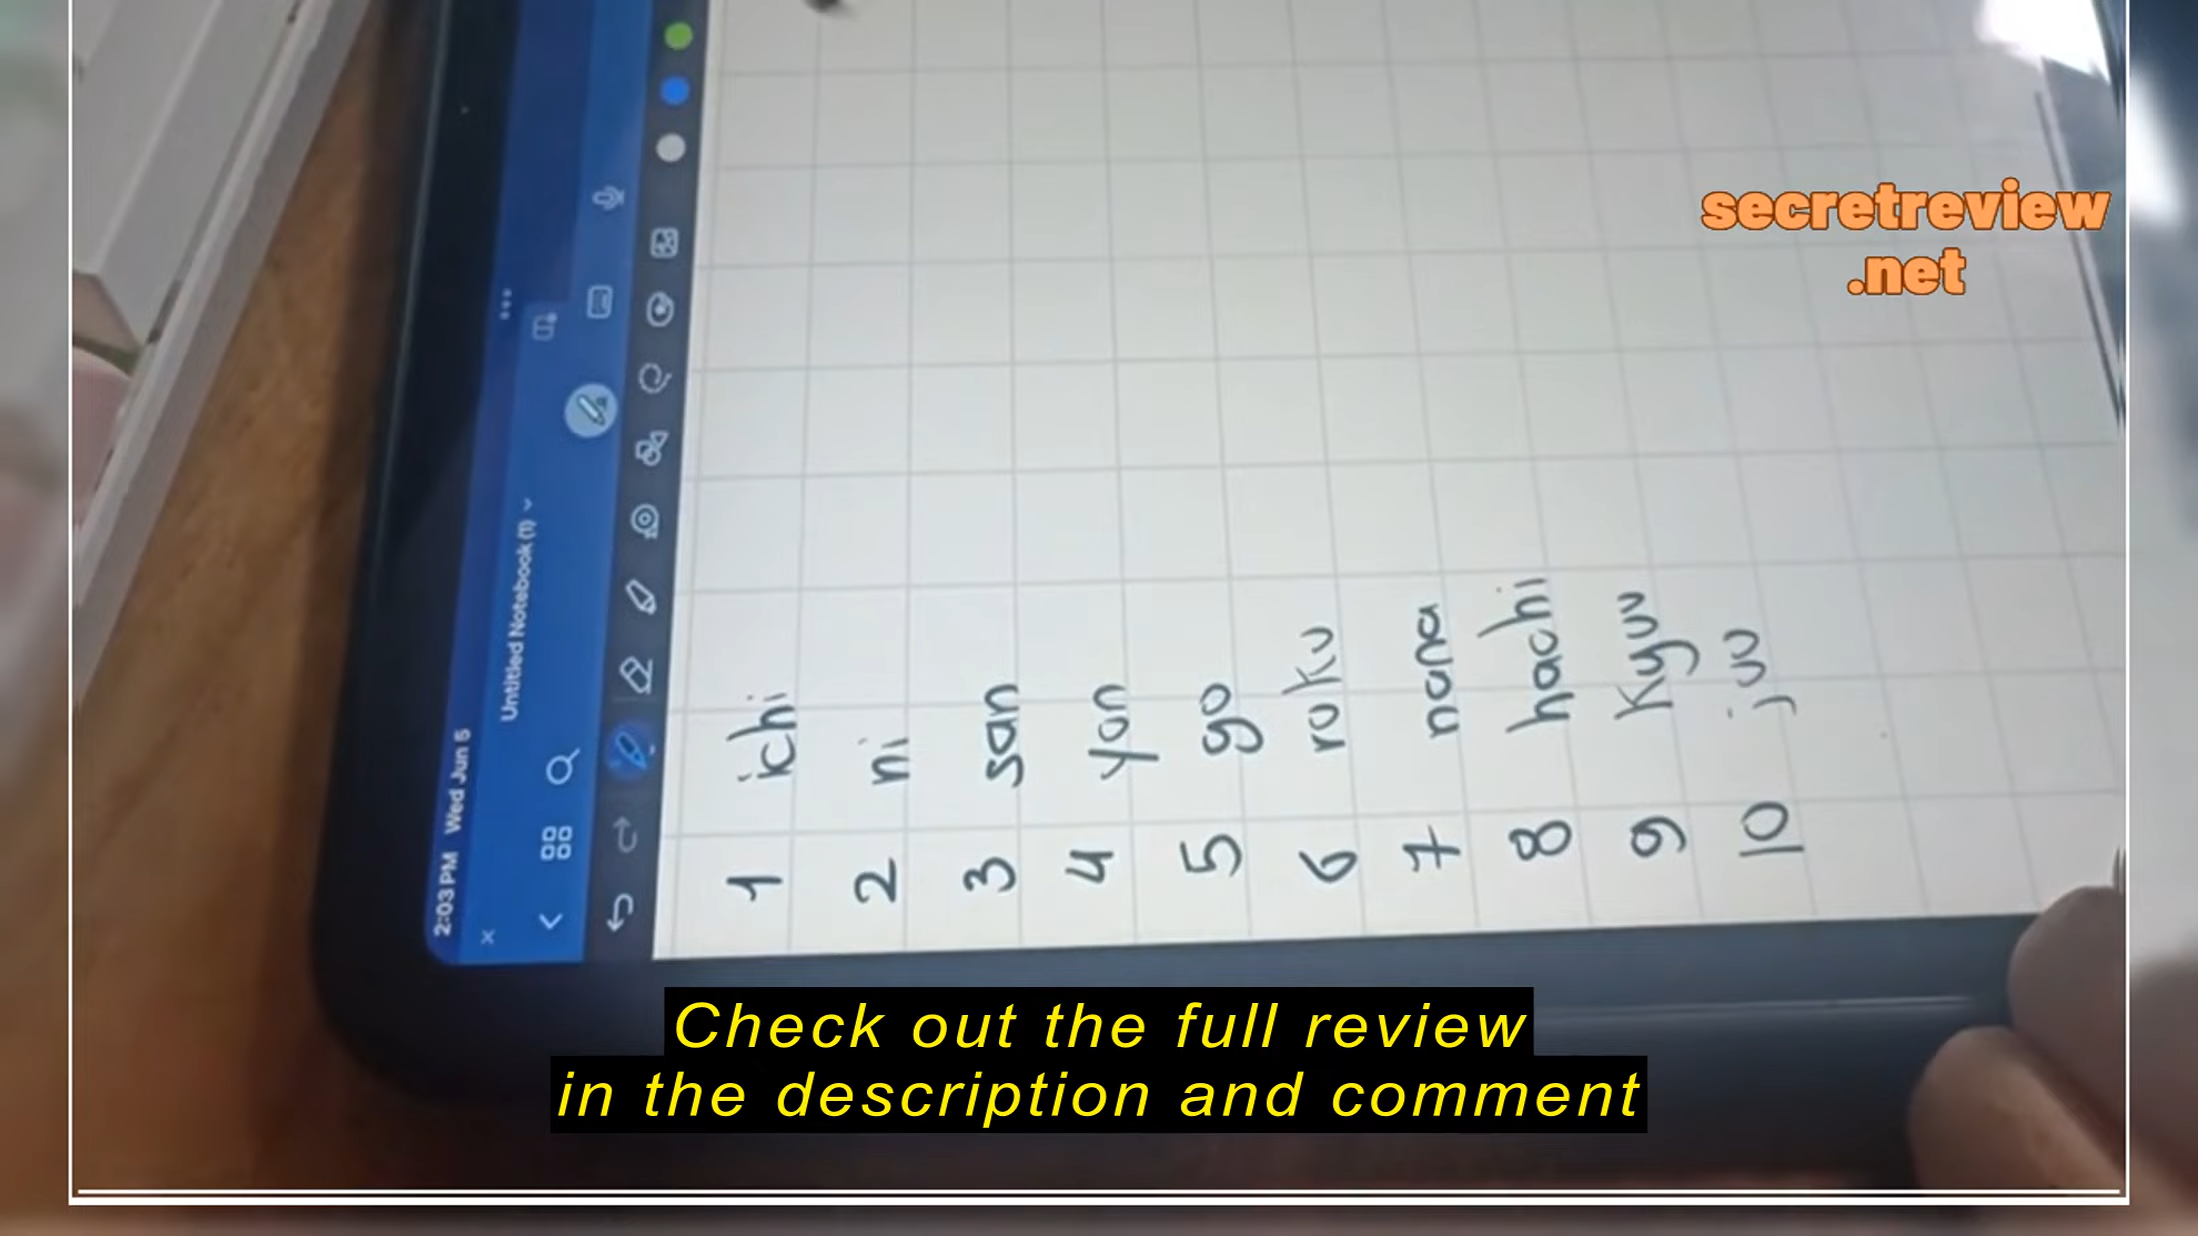 2:03 PM Wed Jun 5
Untitled Notebook (1)
1 ichi
2 ni
3 san
4 yon
5 go
6 roku
7 nana
8 hachi
9 Kyuu
10 juu
secretreview
.net
Check out the full review
in the description and comment